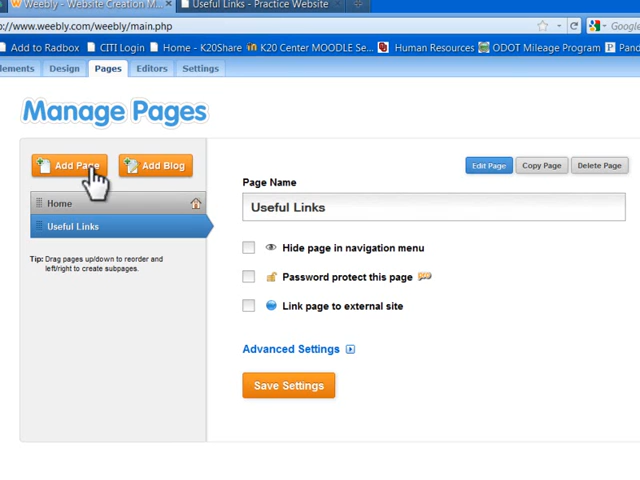 Weebly - Website Creation M...
Useful Links - Practice Website
://www.weebly.com/weebly/main.php
Google
Add to Radbox
CITI Login
Home - K20Share
K20 Center MOODLE Se...
Human Resources
ODOT Mileage Program
Pand
lements
Design
Pages
Editors
Settings
Manage Pages
Add Page
Add Blog
Edit Page
Copy Page
Delete Page
Page Name
Home
Useful Links
Useful Links
Tip: Drag pages up/down to reorder and
left/right to create subpages.
Hide page in navigation menu
Password protect this page
Link page to external site
Advanced Settings
Save Settings